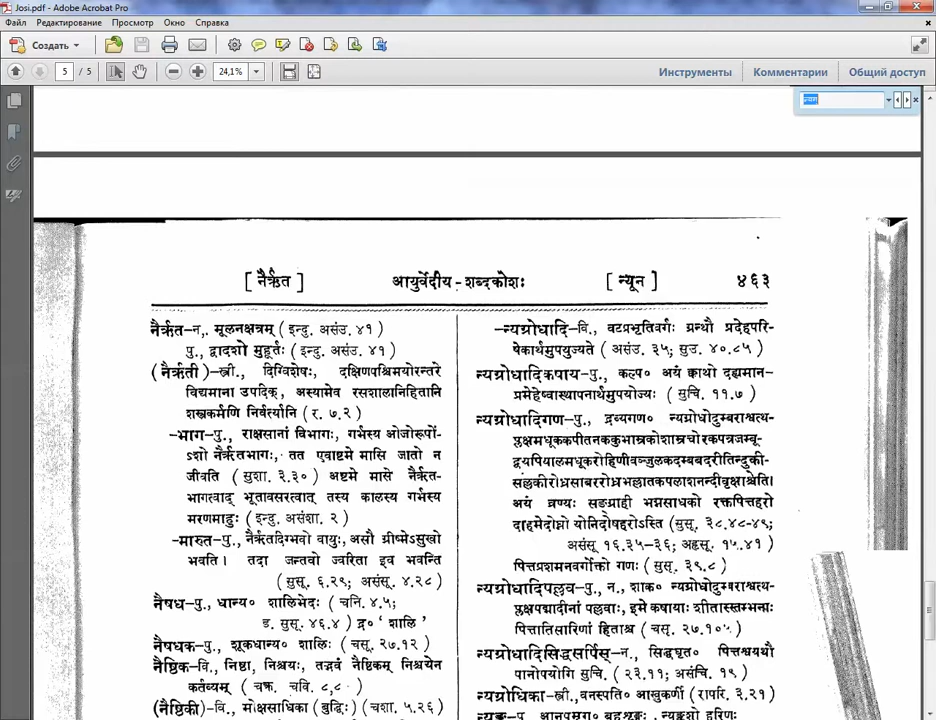 Josi.pdf - Adobe Acrobat Pro
Файл Редактирование Просмотр Окно Справка
Создать
5 / 5 24,1% Инструменты Комментарии Общий доступ
[ नैर्ऋत ] आयुर्वेदीय - शब्दकोशः [ न्यून ] ४६३
नैर्ऋत-न,. मूलनक्षत्रम् ( इन्दु. असंउ. ४१ )
पु., द्वादशो मुहूर्तः ( इन्दु. असंउ. ४१ )
( नैर्ऋती )-स्त्री., दिग्विशेषः, दक्षिणपश्चिमयोरन्तरे
विद्यमाना उपदिक्, अस्यामेव रसशालानिहितानि
शस्त्रकर्मणि निर्वर्त्यानि ( र. ७.२ )
-भाग-पु., राक्षसानां विभागः, गर्भस्य ओजोरूपों-
ऽशो नैर्ऋतभागः, तत एवाष्टमे मासि जातो न
जीवति ( सुशा. ३.३० ) अष्टमे मासे नैर्ऋत-
भागत्वाद् भूतावसरत्वात् तस्य कालस्य गर्भस्य
मरणमाहुः ( इन्दु. असंशा. २ )
-मारुत-पु., नैर्ऋतदिग्भवो वायुः, असौ ग्रीष्मेऽसुखो
भवति । तदा जन्तवो ज्वरिता इव भवन्ति
( सुसू. ६.२९; असंसू. ४.२८ )
नैषध-पु., धान्य० शालिभेदः ( चनि. ४.५;
ड. सुसू. ४६.४ ) द्र० ' शालि '
नैषधक-पु., शूकधान्य० शालिः ( चसू. २७.१२ )
नैष्ठिक-वि., निष्ठा, निश्चयः, तद्भवं नैष्ठिकम् निश्चयेन
कर्तव्यम् ( चक्र. चवि. ८,८ )
( नैष्ठिकी )-वि., मोक्षसाधिका ( बुद्धिः ) ( चशा. ५.२६ )
-न्यग्रोधादि-वि., वटप्रभृतिवर्गः ग्रन्थौ प्रदेहपरि-
षेकार्थमुपयुज्यते ( असंउ. ३५; सुउ. ४०.८५ )
न्यग्रोधादिकषाय-पु., कल्प० अयं क्वाथो दह्यमान-
प्रमेहेष्वास्थापनार्थमुपयोज्यः ( सुचि. ११.७ )
न्यग्रोधादिगण-पु., द्रव्यगण० न्यग्रोधोदुम्बराश्वत्थ-
प्लक्षमधूककपीतनककुभाम्रकोशाम्रचोरकपत्रजम्बू-
द्वयपियालमधूकरोहिणीवञ्जुलकदम्बबदरीतिन्दुकी-
सल्लकीरोध्रसाबररोध्रभल्लातकपलाशानन्दीवृक्षाश्चेति।
अयं व्रण्यः सङ्ग्राही भग्नसाधको रक्तपित्तहरो
दाहमेदोघ्नो योनिदोषहरोऽस्ति ( सुसू. ३८.४८-४९;
असंसू १६.३५-३६; अहृसू. १५.४१ )
पित्तप्रशमनवर्गोक्तो गणः ( सुसू. ३९.८ )
न्यग्रोधादिपल्लव-पु., न, शाक० न्यग्रोधोदुम्बराश्वत्थ-
प्लक्षपद्मादीनां पल्लवाः, इमे कषायाः शीतास्तम्भनाः
पित्तातिसारिणां हिताश्च ( चसू. २७.१०५ )
न्यग्रोधादिसिद्धसर्पिस्-न., सिद्धघृत० पित्तश्वयथौ
पानोपयोगि सुचि. ( २३.११; असंचि. १९ )
न्यग्रोधिका-स्त्री., वनस्पति० आखुकर्णी ( रापरि. ३.२१ )